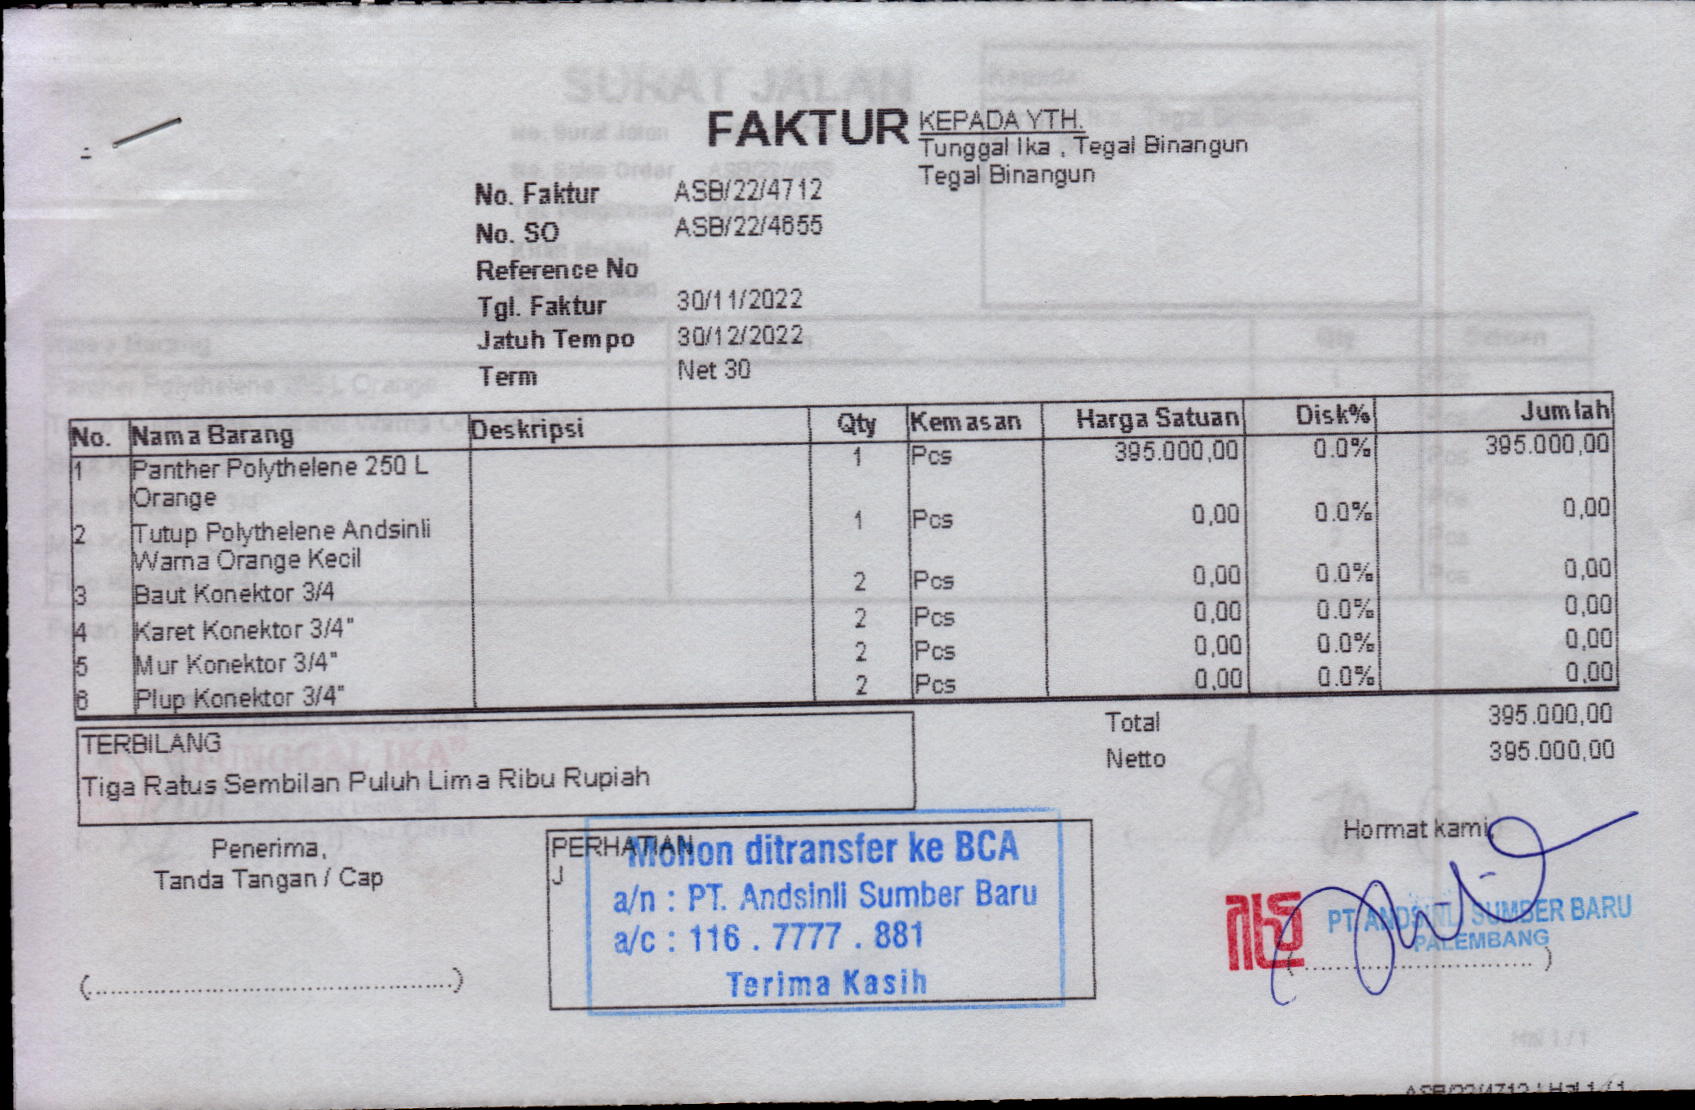 FAKTUR
KEPADA YTH.
Tunggal Ika , Tegal Binangun
Tegal Binangun
No. Faktur ASB/22/4712
No. SO ASB/22/4655
Reference No
Tgl. Faktur 30/11/2022
Jatuh Tempo 30/12/2022
Term Net 30
No. Nama Barang Deskripsi Qty Kemasan Harga Satuan Disk% Jumlah
1 Panther Polythelene 250 L 1 Pcs 395.000,00 0.0% 395.000,00
Orange
2 Tutup Polythelene Andsinli 1 Pcs 0,00 0.0% 0,00
Warna Orange Kecil
3 Baut Konektor 3/4 2 Pcs 0,00 0.0% 0,00
4 Karet Konektor 3/4" 2 Pcs 0,00 0.0% 0,00
5 Mur Konektor 3/4" 2 Pcs 0,00 0.0% 0,00
6 Plup Konektor 3/4" 2 Pcs 0,00 0.0% 0,00
Total 395.000,00
Netto 395.000,00
TERBILANG
Tiga Ratus Sembilan Puluh Lima Ribu Rupiah
Penerima,
Tanda Tangan / Cap
(............................................)
PERHATIAN
J
Mohon ditransfer ke BCA
a/n : PT. Andsinli Sumber Baru
a/c : 116 . 7777 . 881
Terima Kasih
Hormat kami,
PT. ANDSINLI SUMBER BARU
PALEMBANG
(............................)
ASB/22/4712 | Hal 1 / 1